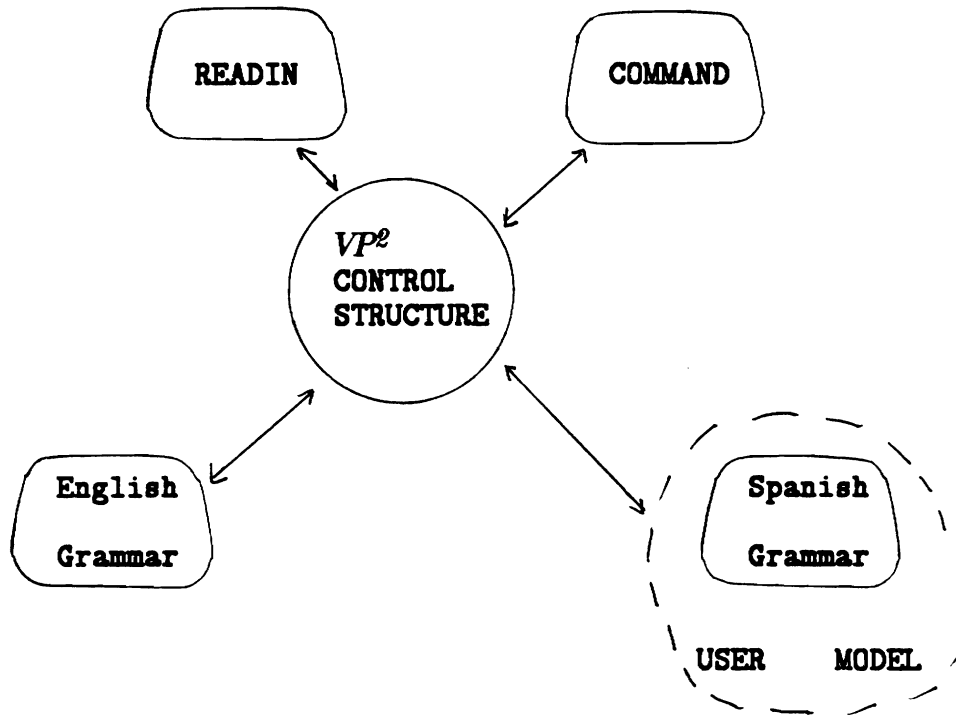 READIN
COMMAND
VP²
CONTROL
STRUCTURE
English
Grammar
Spanish
Grammar
USER MODEL